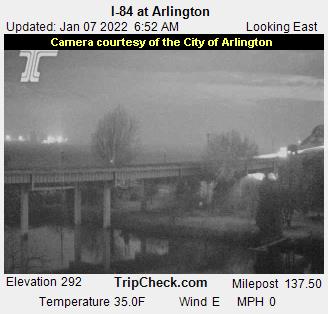 I-84 at Arlington
Updated: Jan 07 2022 6:52 AM Looking East
Camera courtesy of the City of Arlington
Elevation 292 TripCheck.com Milepost 137.50
Temperature 35.0F Wind E MPH 0